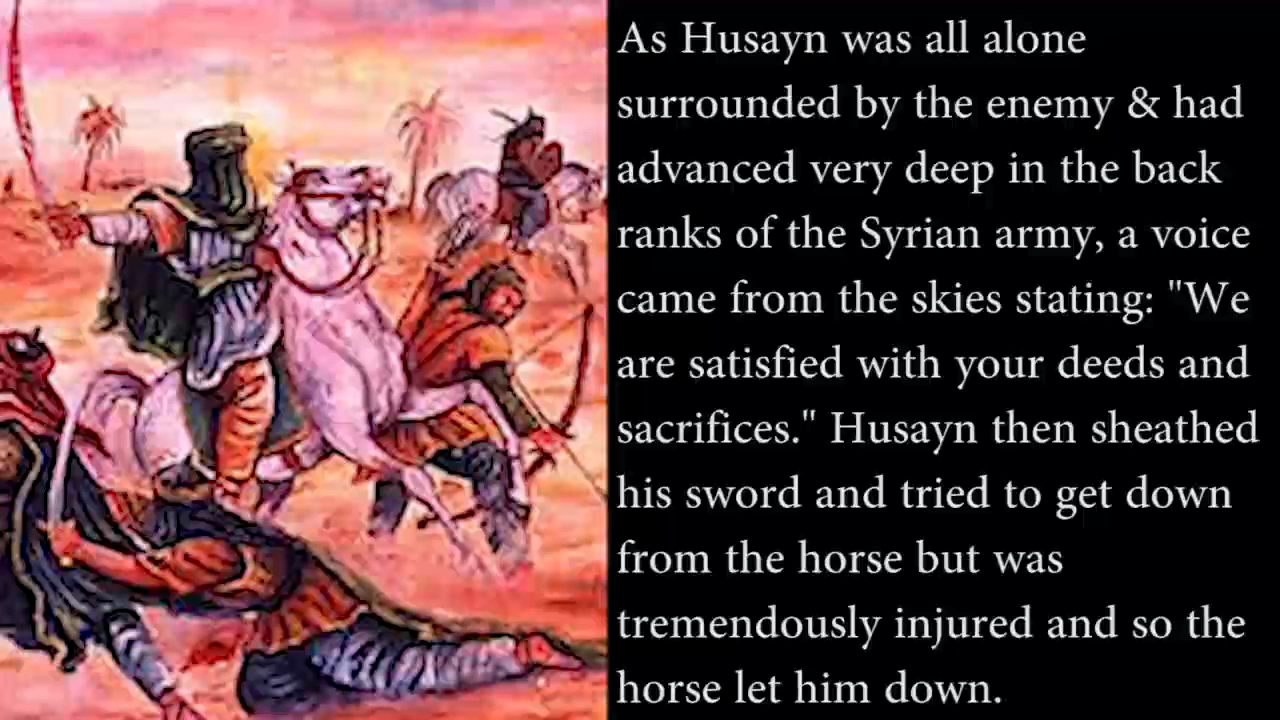 As Husayn was all alone
surrounded by the enemy & had
advanced very deep in the back
ranks of the Syrian army, a voice
came from the skies stating: "We
are satisfied with your deeds and
sacrifices." Husayn then sheathed
his sword and tried to get down
from the horse but was
tremendously injured and so the
horse let him down.